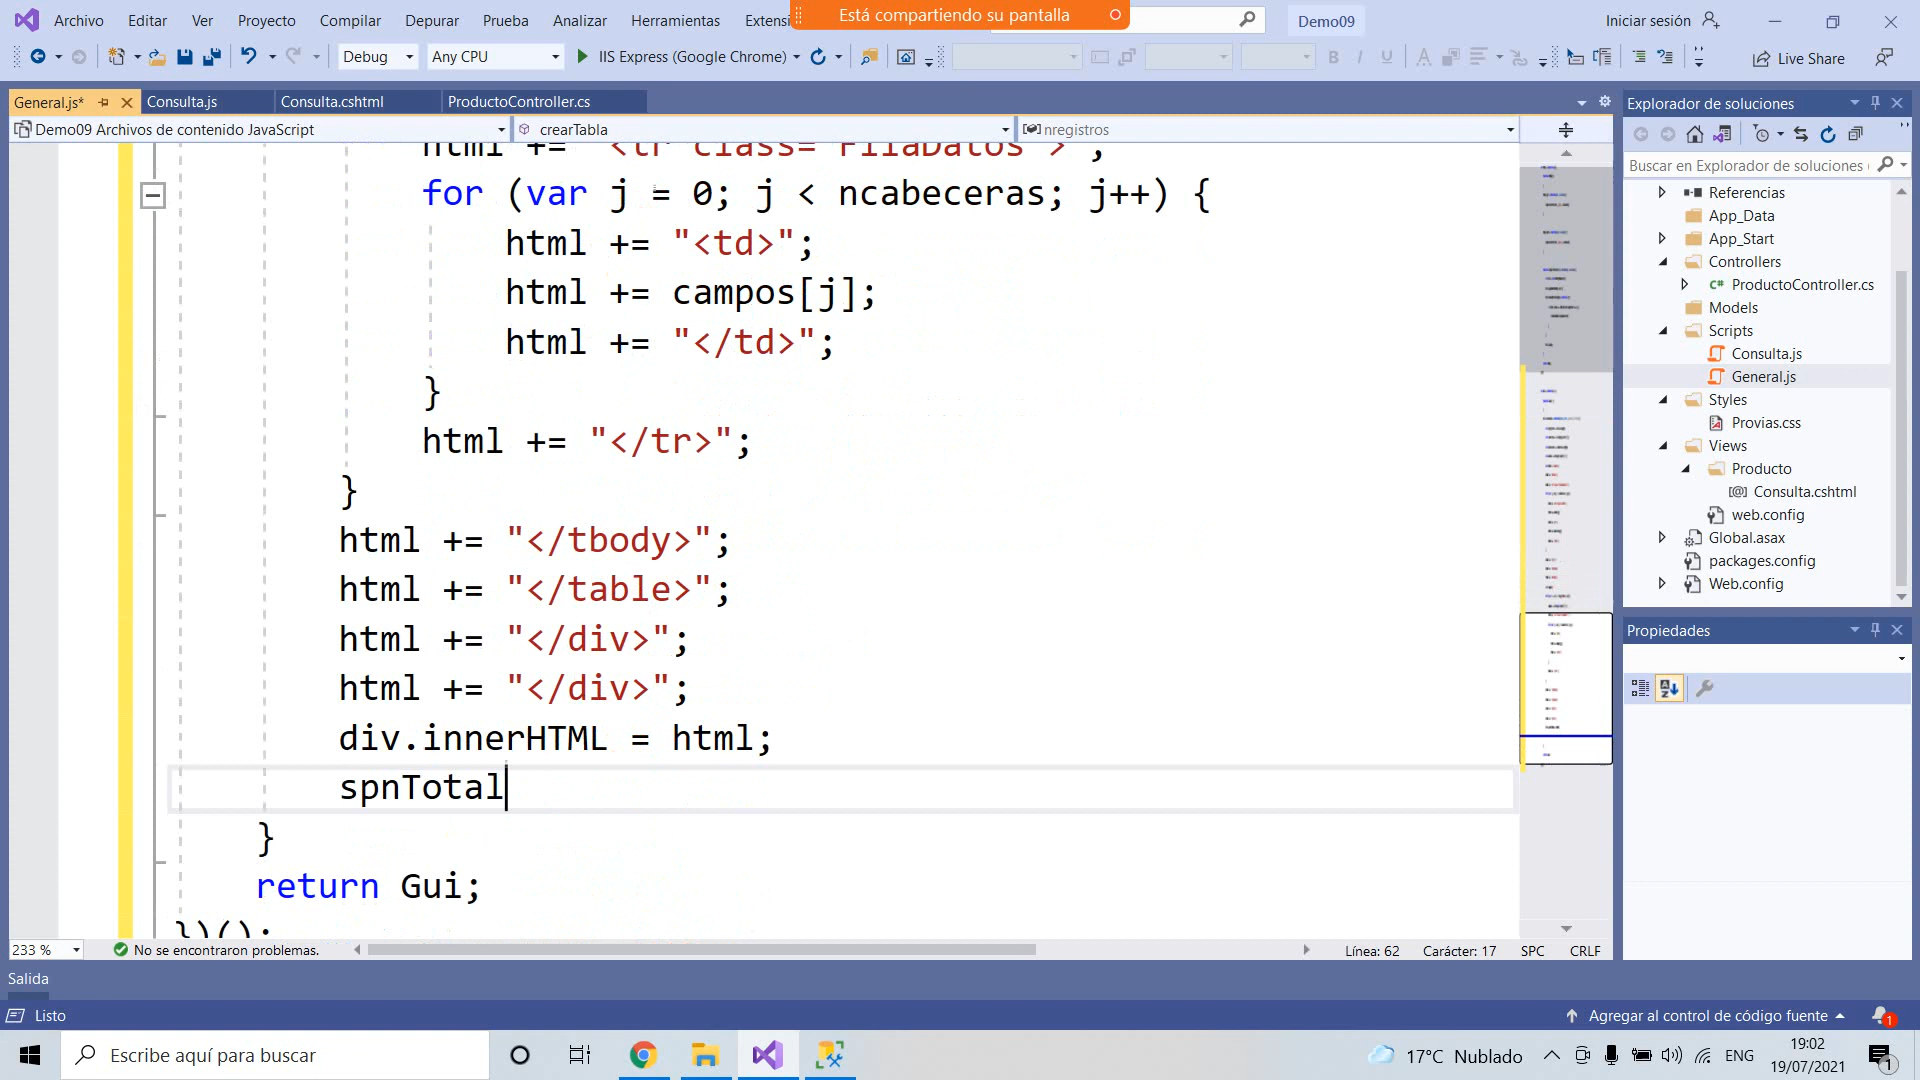 Archivo Editar Ver Proyecto Compilar Depurar Prueba Analizar Herramientas Extensi
Está compartiendo su pantalla
Demo09
Iniciar sesión
Debug Any CPU IIS Express (Google Chrome)
Live Share
General.js* Consulta.js Consulta.cshtml ProductoController.cs
Demo09 Archivos de contenido JavaScript crearTabla nregistros
html += "<tr class='FilaDatos'>";
for (var j = 0; j < ncabeceras; j++) {
html += "<td>";
html += campos[j];
html += "</td>";
}
html += "</tr>";
}
html += "</tbody>";
html += "</table>";
html += "</div>";
html += "</div>";
div.innerHTML = html;
spnTotal
}
return Gui;
})();
233 % No se encontraron problemas. Línea: 62 Carácter: 17 SPC CRLF
Explorador de soluciones
Buscar en Explorador de soluciones (
Referencias
App_Data
App_Start
Controllers
C# ProductoController.cs
Models
Scripts
Consulta.js
General.js
Styles
Provias.css
Views
Producto
[@] Consulta.cshtml
web.config
Global.asax
packages.config
Web.config
Propiedades
Salida
Listo
Agregar al control de código fuente
1
Escribe aquí para buscar
17°C Nublado
ENG
19:02
19/07/2021
1